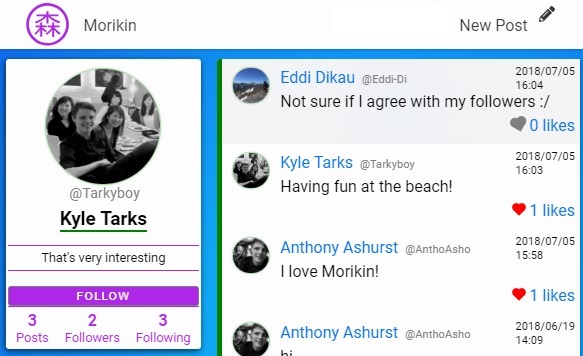 森
Morikin
New Post
@Tarkyboy
Kyle Tarks
That's very interesting
FOLLOW
3 2 3
Posts Followers Following
Eddi Dikau @Eddi-Di 2018/07/05
16:04
Not sure if I agree with my followers :/
0 likes
Kyle Tarks @Tarkyboy 2018/07/05
16:03
Having fun at the beach!
1 likes
Anthony Ashurst @AnthoAsho 2018/07/05
15:58
I love Morikin!
1 likes
Anthony Ashurst @AnthoAsho 2018/06/19
14:09
hi